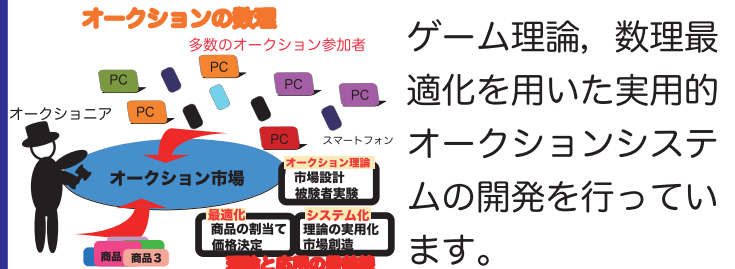 オークションの数理
多数のオークション参加者
PC
PC
PC
PC
PC
PC
オークショニア
スマートフォン
オークション市場
オークション理論
市場設計
被験者実験
最適化
商品の割当て
価格決定
システム化
理論の実用化
市場創造
商品
商品3
ゲーム理論，数理最
適化を用いた実用的
オークションシステ
ムの開発を行ってい
ます。